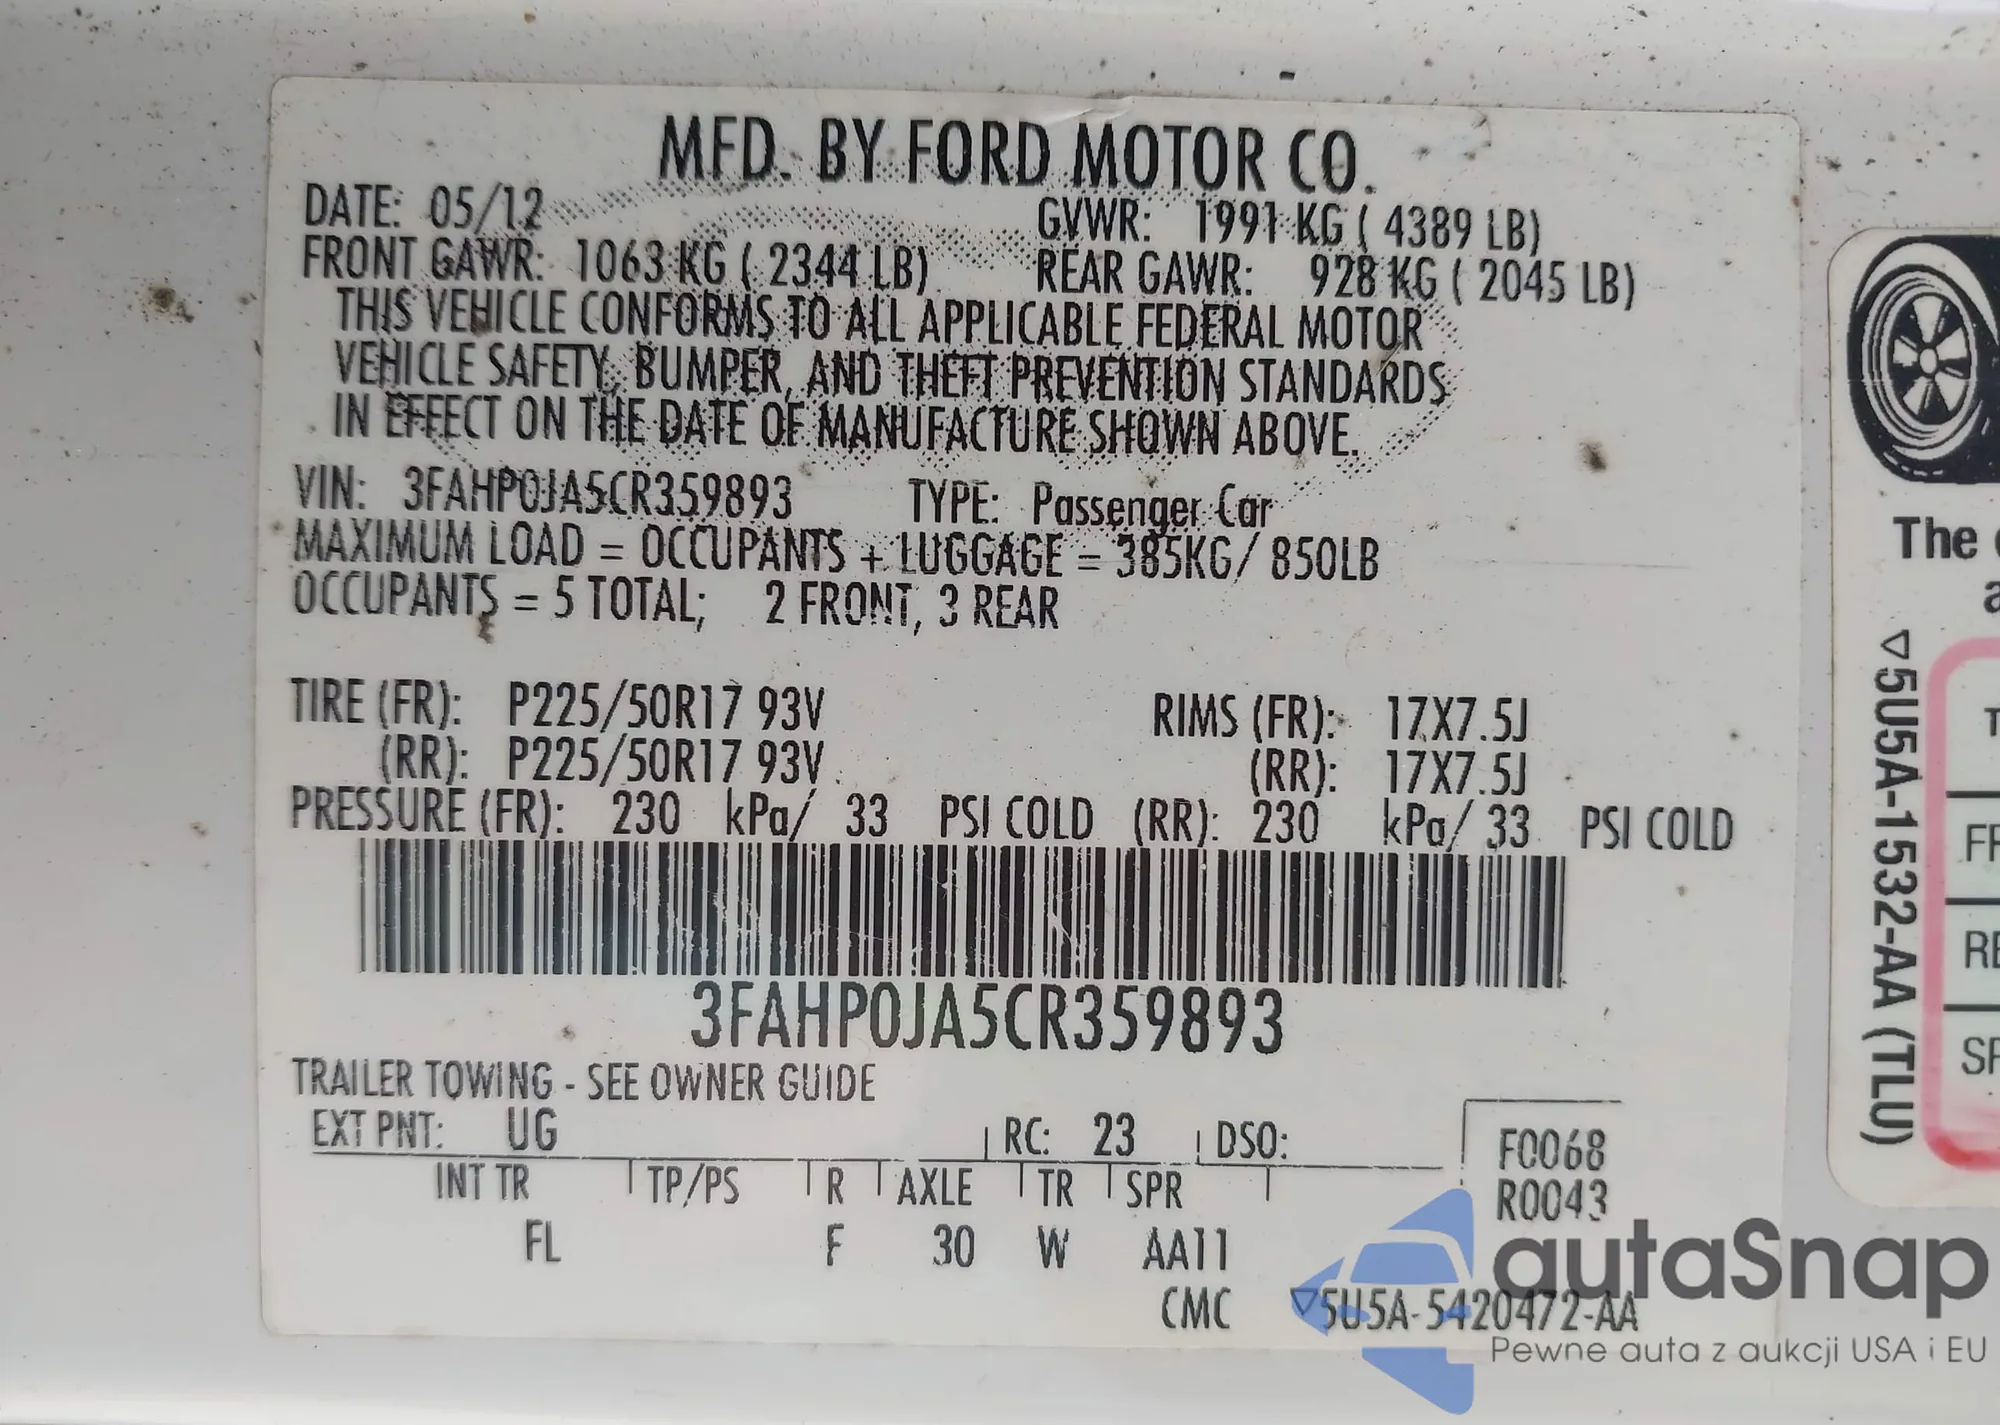 MFD. BY FORD MOTOR CO.
DATE: 05/12 GVWR: 1991 KG ( 4389 LB)
FRONT GAWR: 1063 KG ( 2344 LB) REAR GAWR: 928 KG ( 2045 LB)
THIS VEHICLE CONFORMS TO ALL APPLICABLE FEDERAL MOTOR
VEHICLE SAFETY, BUMPER, AND THEFT PREVENTION STANDARDS
IN EFFECT ON THE DATE OF MANUFACTURE SHOWN ABOVE.
VIN: 3FAHP0JA5CR359893 TYPE: Passenger Car
MAXIMUM LOAD = OCCUPANTS + LUGGAGE = 385KG/ 850LB
OCCUPANTS = 5 TOTAL; 2 FRONT, 3 REAR
TIRE (FR): P225/50R17 93V RIMS (FR): 17X7.5J
(RR): P225/50R17 93V (RR): 17X7.5J
PRESSURE (FR): 230 kPa/ 33 PSI COLD (RR): 230 kPa/ 33 PSI COLD
3FAHP0JA5CR359893
TRAILER TOWING - SEE OWNER GUIDE
EXT PNT: UG RC: 23 DSO:
F0068
R0043
INT TR TP/PS R AXLE TR SPR
FL F 30 W AA11
CMC ▽5U5A-5420472-AA
The
▽5U5A-1532-AA (TLU)
autaSnap
Pewne auta z aukcji USA i EU